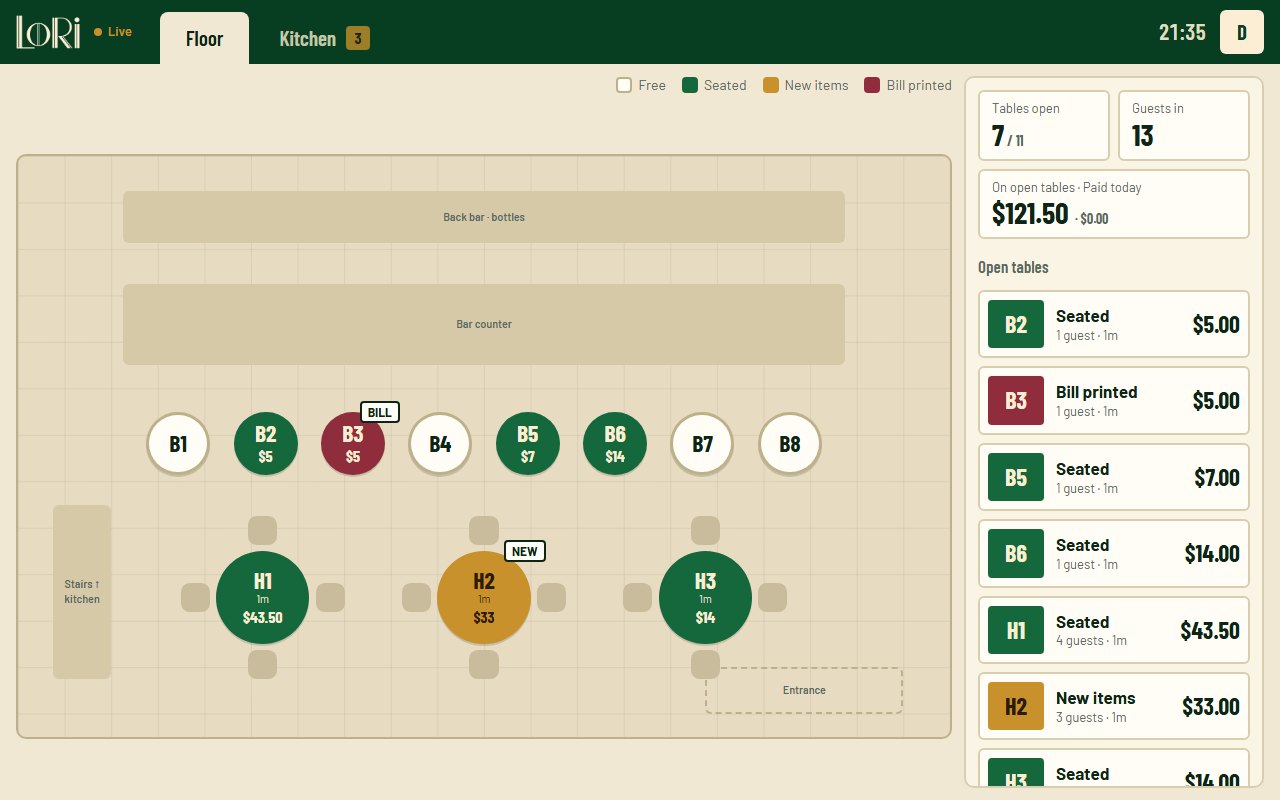 LORI
Live
Floor
Kitchen 3
21:35
D
Free
Seated
New items
Bill printed
Tables open
7 / 11
Guests in
13
On open tables · Paid today
$121.50 · $0.00
Open tables
B2
Seated
1 guest · 1m
$5.00
B3
Bill printed
1 guest · 1m
$5.00
B5
Seated
1 guest · 1m
$7.00
B6
Seated
1 guest · 1m
$14.00
H1
Seated
4 guests · 1m
$43.50
H2
New items
3 guests · 1m
$33.00
H3
Seated
$14.00
Back bar · bottles
Bar counter
B1
B2
$5
BILL
B3
$5
B4
B5
$7
B6
$14
B7
B8
Stairs ↑
kitchen
H1
1m
$43.50
NEW
H2
1m
$33
H3
1m
$14
Entrance